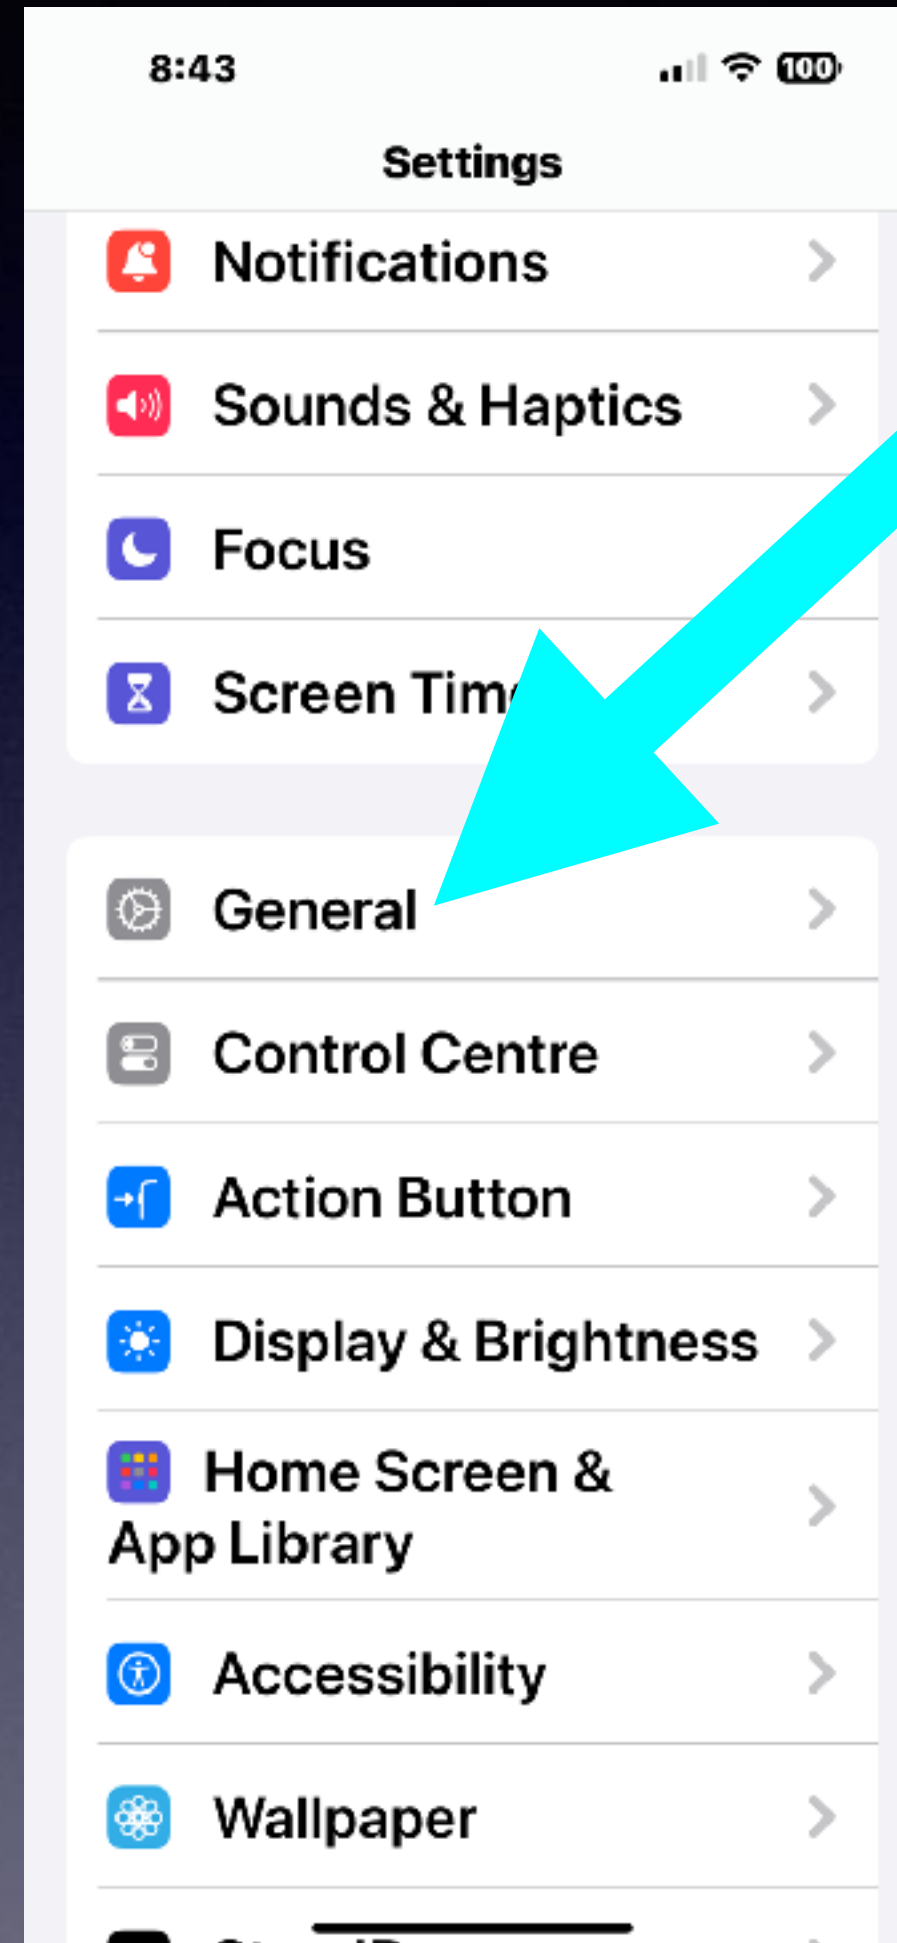 8:43
100
Settings
Notifications
Sounds & Haptics
Focus
Screen
General
Control Centre
Action Button
Display & Brightness
Home Screen &
App Library
Accessibility
Wallpaper